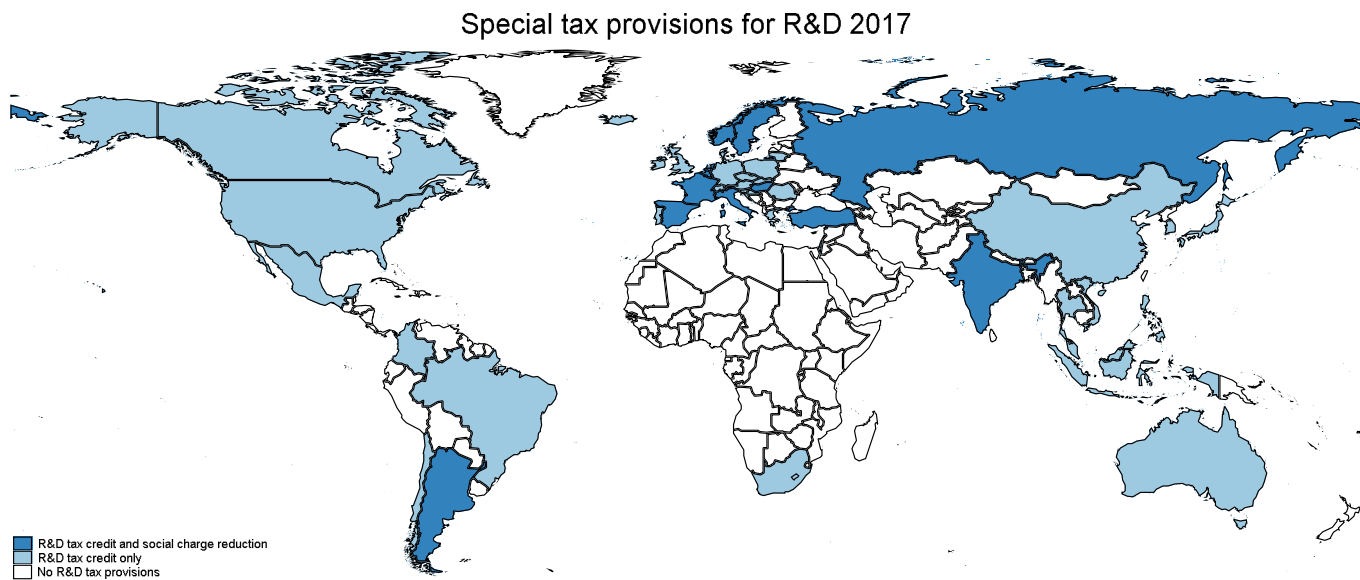 Special tax provisions for R&D 2017
R&D tax credit and social charge reduction
R&D tax credit only
No R&D tax provisions